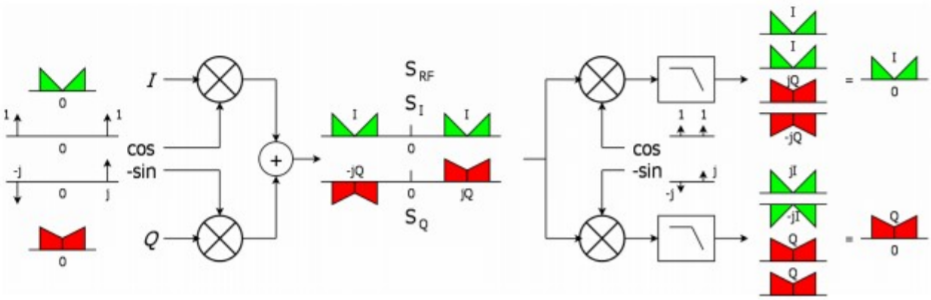 I
0
1 1
0
cos
-sin
-j
0 j
Q
0
+
S_RF
S_I
I I
0
-jQ
0 jQ
S_Q
1 1
cos
-sin
-j j
I
I
jQ
-jQ
= I
0
jI
-jI
Q
Q
= Q
0